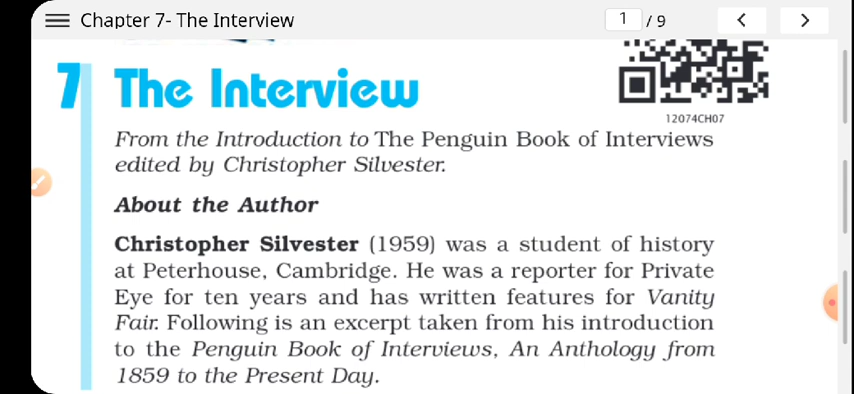 Chapter 7- The Interview
1 / 9
7 The Interview
12074CH07
From the Introduction to The Penguin Book of Interviews
edited by Christopher Silvester.
About the Author
Christopher Silvester (1959) was a student of history
at Peterhouse, Cambridge. He was a reporter for Private
Eye for ten years and has written features for Vanity
Fair. Following is an excerpt taken from his introduction
to the Penguin Book of Interviews, An Anthology from
1859 to the Present Day.